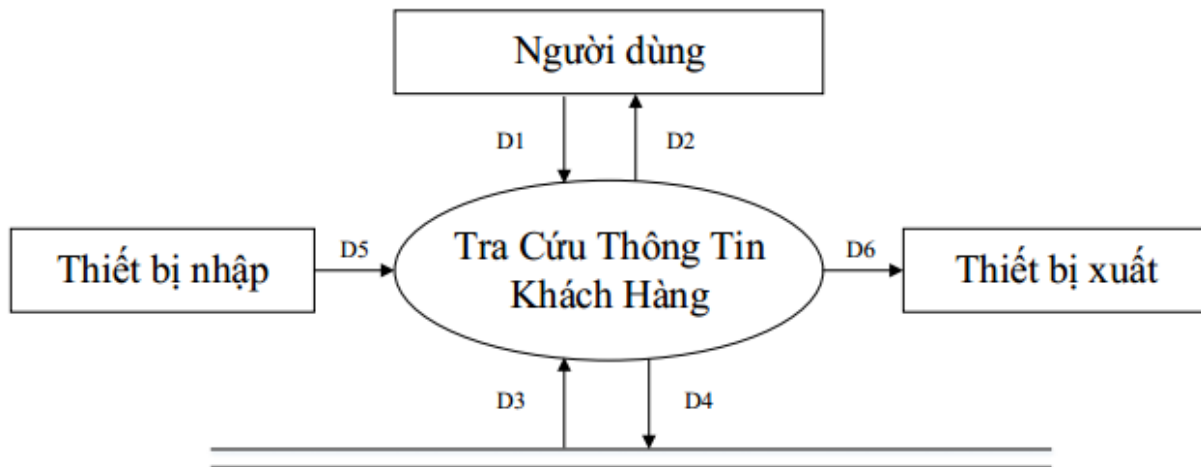 Người dùng
D1
D2
Thiết bị nhập
D5
Tra Cứu Thông Tin
Khách Hàng
D6
Thiết bị xuất
D3
D4